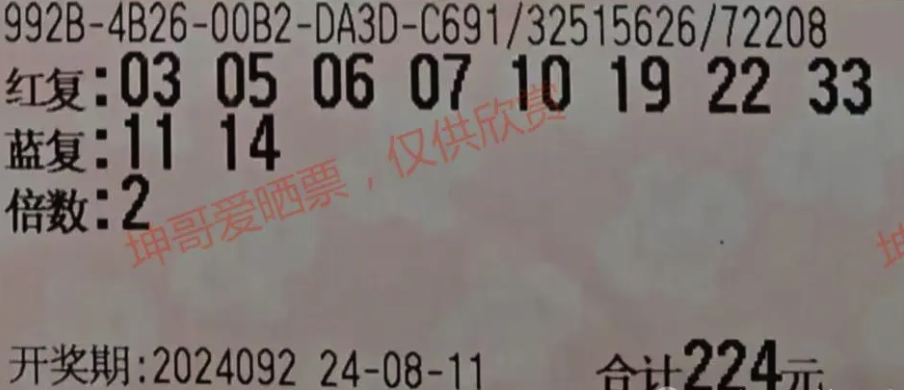 992B-4B26-00B2-DA3D-C691/32515626/72208
红复:03 05 06 07 10 19 22 33
蓝复:11 14
倍数:2
坤哥爱晒票，仅供欣赏
坤
开奖期:2024092 24-08-11 合计224元